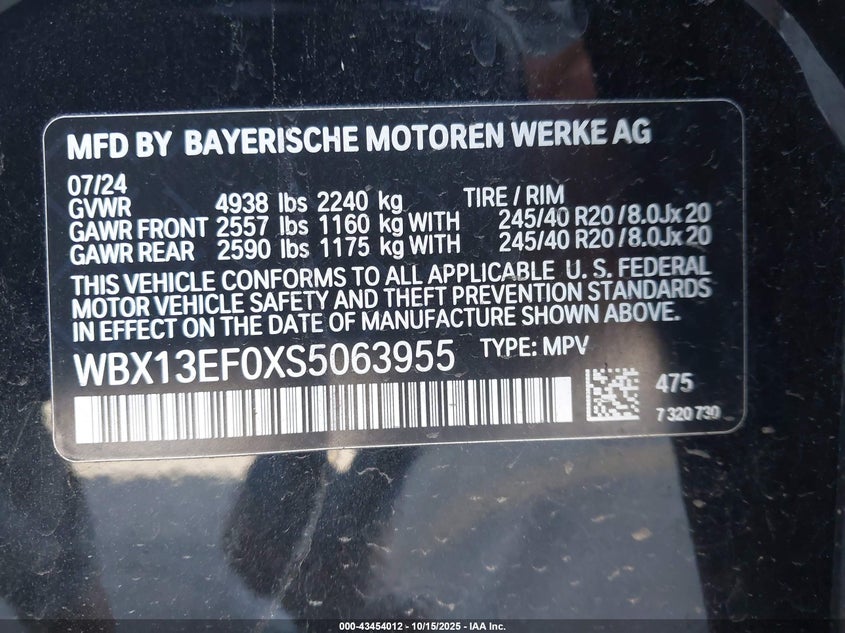 MFD BY BAYERISCHE MOTOREN WERKE AG
07/24
GVWR 4938 lbs 2240 kg TIRE / RIM
GAWR FRONT 2557 lbs 1160 kg WITH 245/40 R20 / 8.0Jx20
GAWR REAR 2590 lbs 1175 kg WITH 245/40 R20 / 8.0Jx20
THIS VEHICLE CONFORMS TO ALL APPLICABLE U. S. FEDERAL
MOTOR VEHICLE SAFETY AND THEFT PREVENTION STANDARDS
IN EFFECT ON THE DATE OF MANUFACTURE SHOWN ABOVE.
WBX13EF0XS5063955 TYPE: MPV
475
7 320 730
000-43454012 - 10/15/2025 - IAA Inc.